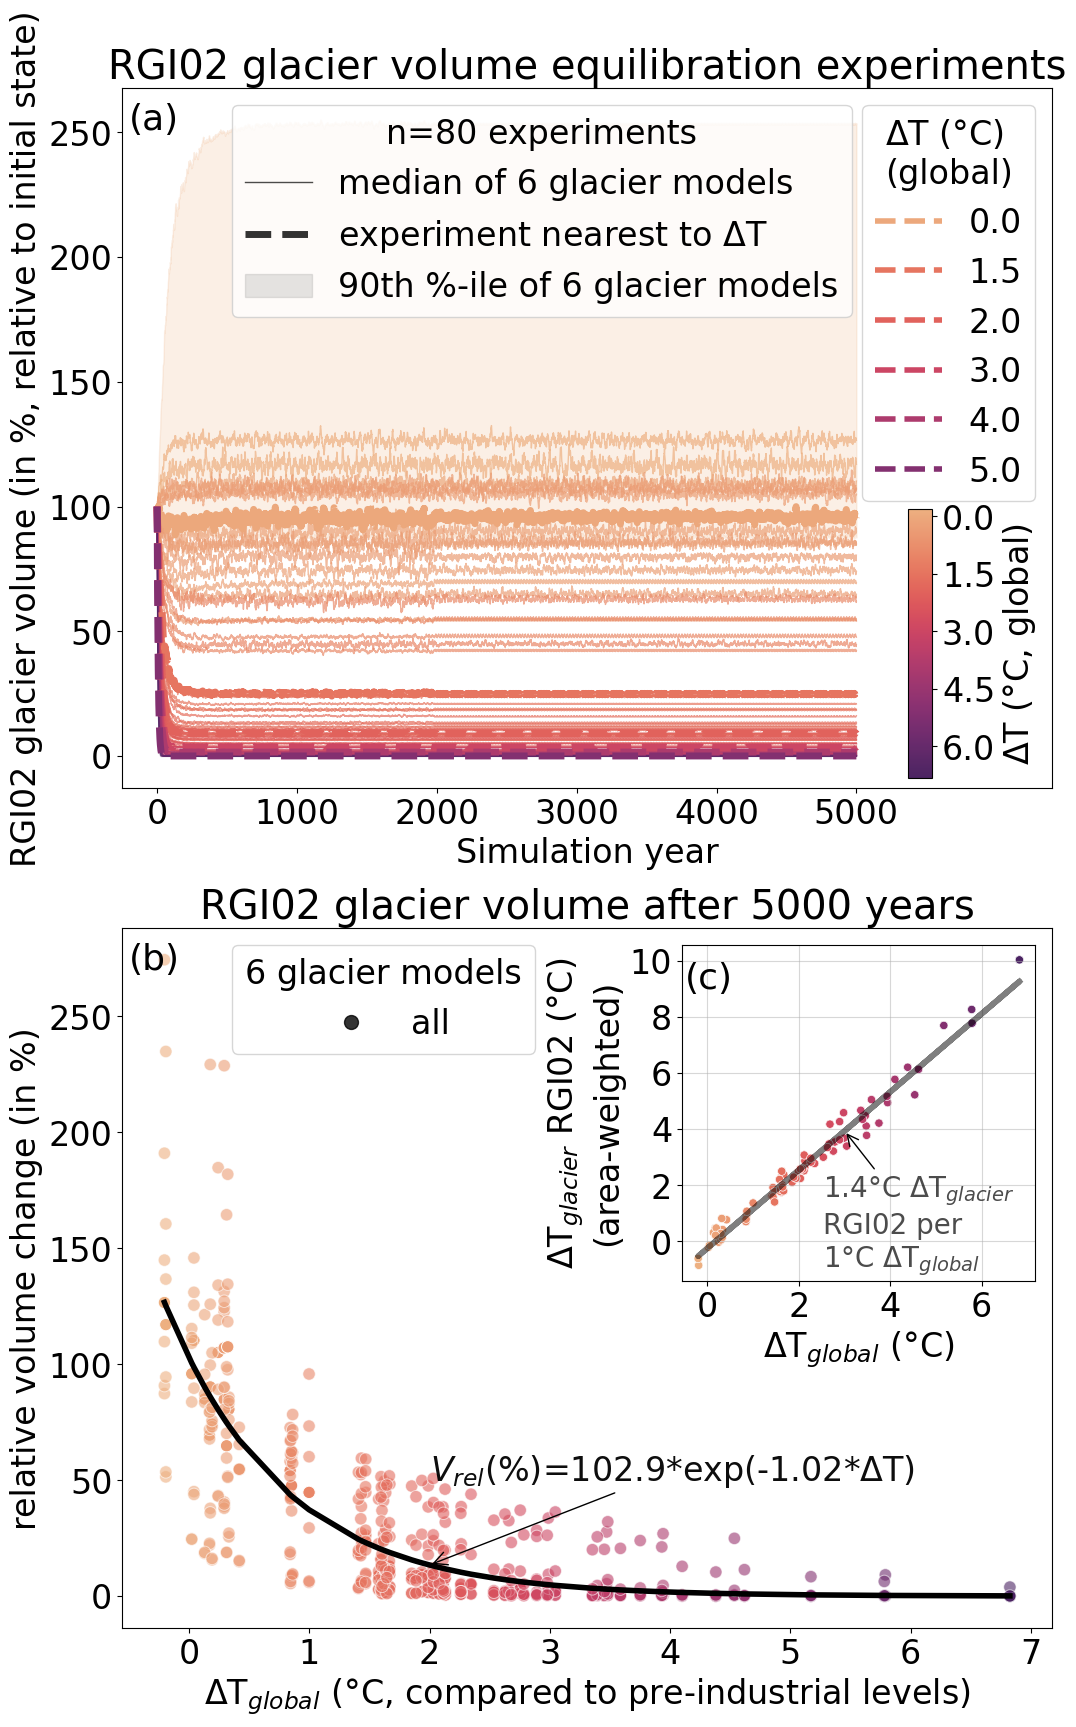 RGI02 glacier volume equilibration experiments
(a)
n=80 experiments
median of 6 glacier models
experiment nearest to ΔT
90th %-ile of 6 glacier models
ΔT (°C)
(global)
0.0
1.5
2.0
3.0
4.0
5.0
RGI02 glacier volume (in %, relative to initial state)
250
200
150
100
50
0
0.0
1.5
3.0
4.5
6.0
ΔT (°C, global)
0 1000 2000 3000 4000 5000
Simulation year
RGI02 glacier volume after 5000 years
(b)
6 glacier models
all
relative volume change (in %)
250
200
150
100
50
0
V_rel(%)=102.9*exp(-1.02*ΔT)
0 1 2 3 4 5 6 7
ΔT_global (°C, compared to pre-industrial levels)
(c)
ΔT_glacier RGI02 (°C)
(area-weighted)
10
8
6
4
2
0
1.4°C ΔT_glacier
RGI02 per
1°C ΔT_global
0 2 4 6
ΔT_global (°C)